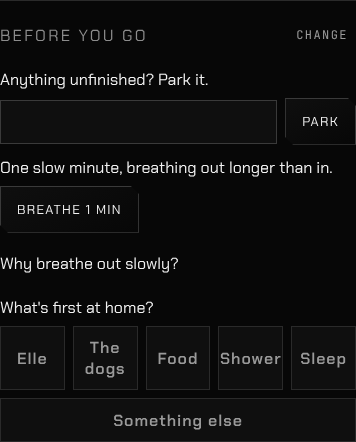 BEFORE YOU GO
CHANGE
Anything unfinished? Park it.
PARK
One slow minute, breathing out longer than in.
BREATHE 1 MIN
Why breathe out slowly?
What's first at home?
Elle
The
dogs
Food
Shower
Sleep
Something else